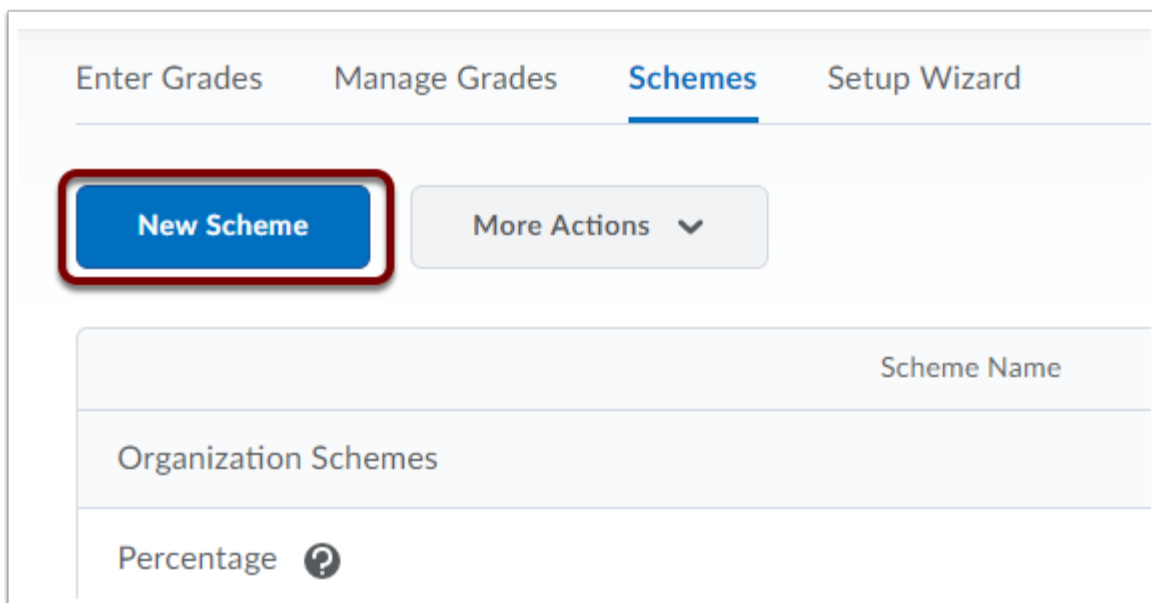 Enter Grades Manage Grades Schemes Setup Wizard
New Scheme More Actions
Scheme Name
Organization Schemes
Percentage ?